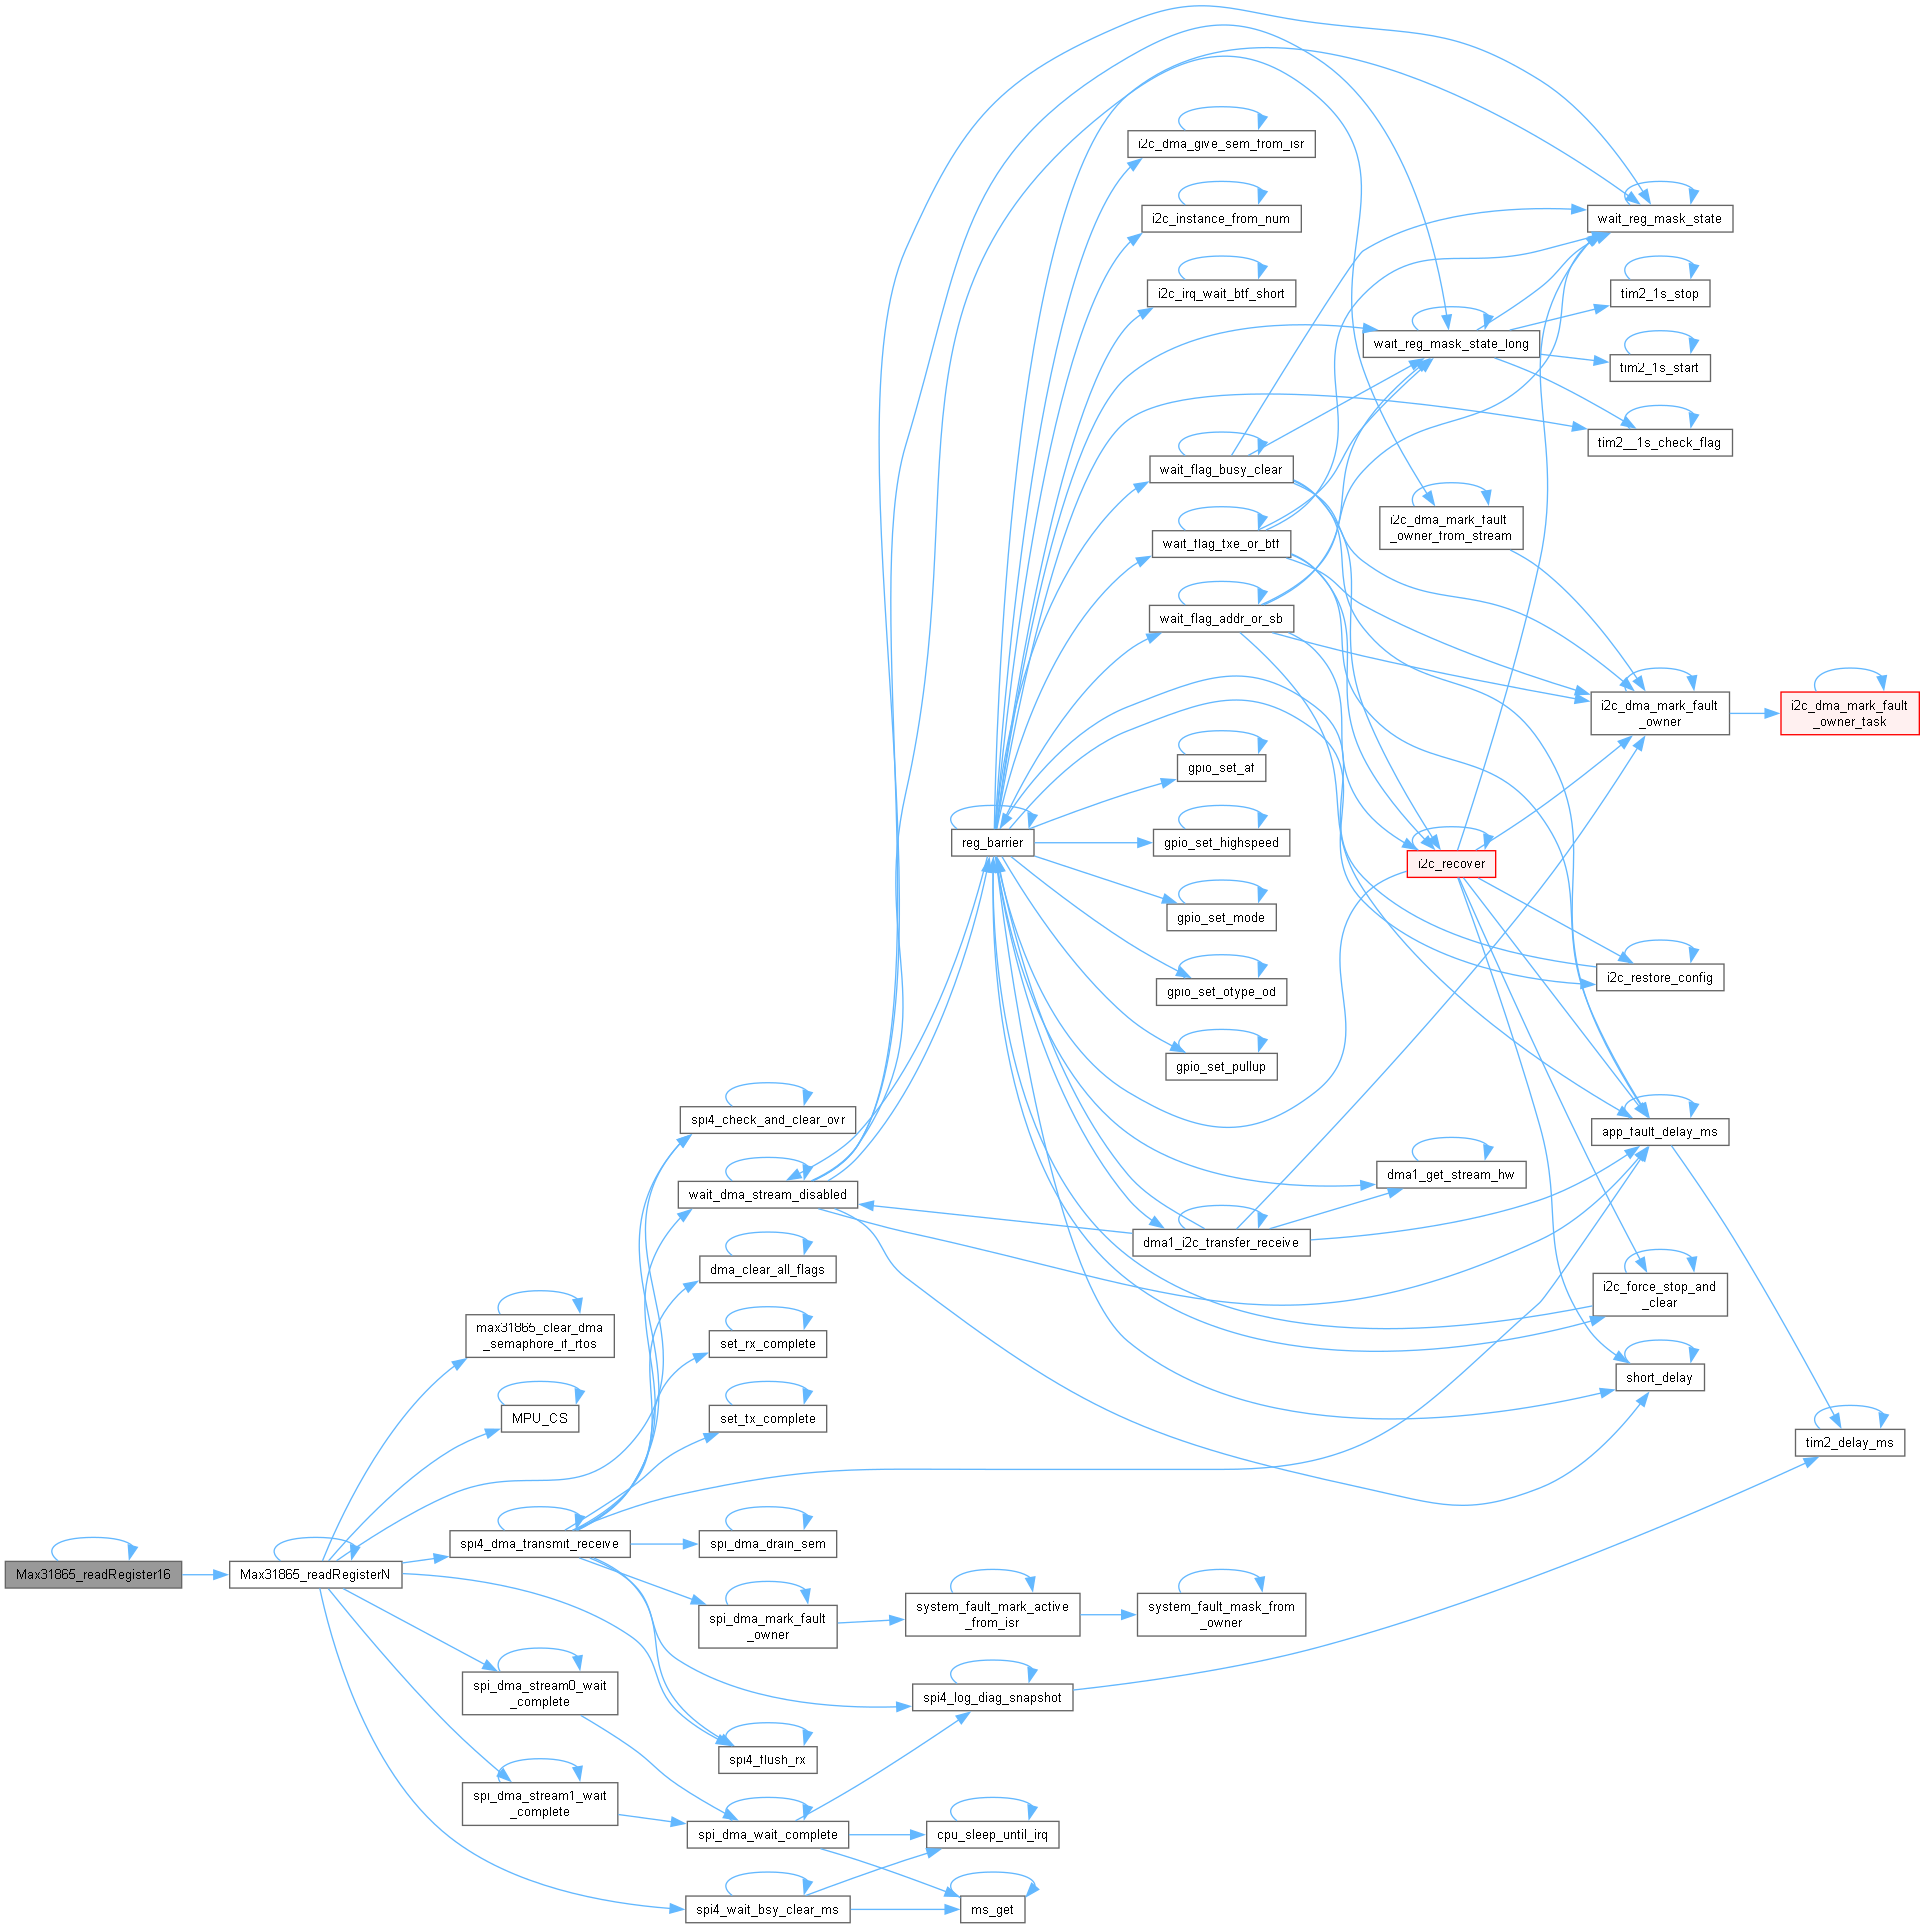 i2c_dma_give_sem_from_isr
i2c_instance_from_num
wait_reg_mask_state
i2c_irq_wait_btf_short
tim2_1s_stop
wait_reg_mask_state_long
tim2_1s_start
tim2__1s_check_flag
wait_flag_busy_clear
i2c_dma_mark_fault
_owner_from_stream
wait_flag_txe_or_btf
wait_flag_addr_or_sb
i2c_dma_mark_fault
_owner
i2c_dma_mark_fault
_owner_task
gpio_set_af
reg_barrier
gpio_set_highspeed
i2c_recover
gpio_set_mode
i2c_restore_config
gpio_set_otype_od
gpio_set_pullup
spi4_check_and_clear_ovr
app_fault_delay_ms
wait_dma_stream_disabled
dma1_get_stream_hw
dma1_i2c_transfer_receive
dma_clear_all_flags
i2c_force_stop_and
_clear
max31865_clear_dma
_semaphore_if_rtos
set_rx_complete
short_delay
MPU_CS
set_tx_complete
tim2_delay_ms
spi4_dma_transmit_receive
spi_dma_drain_sem
Max31865_readRegister16
Max31865_readRegisterN
spi_dma_mark_fault
_owner
system_fault_mark_active
_from_isr
system_fault_mask_from
_owner
spi_dma_stream0_wait
_complete
spi4_log_diag_snapshot
spi4_flush_rx
spi_dma_stream1_wait
_complete
spi_dma_wait_complete
cpu_sleep_until_irq
spi4_wait_bsy_clear_ms
ms_get